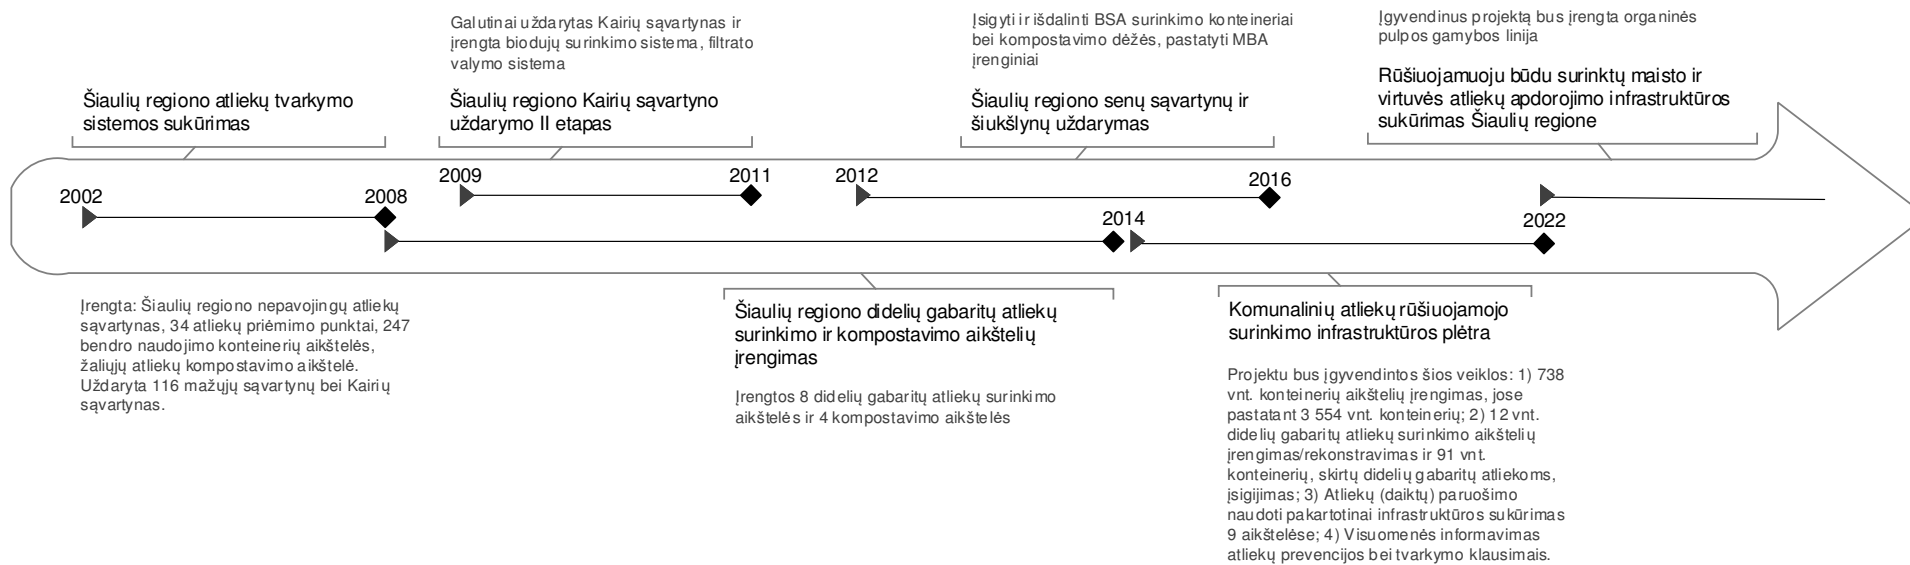 Galutinai uždarytas Kairių sąvartynas ir
įrengta biodujų surinkimo sistema, filtrato
valymo sistema
Įsigyti ir išdalinti BSA surinkimo konteineriai
bei kompostavimo dėžės, pastatyti MBA
įrenginiai
Įgyvendinus projektą bus įrengta organinės
pulpos gamybos linija
Šiaulių regiono atliekų tvarkymo
sistemos sukūrimas
Šiaulių regiono Kairių sąvartyno
uždarymo II etapas
Šiaulių regiono senų sąvartynų ir
šiukšlynų uždarymas
Rūšiuojamuoju būdu surinktų maisto ir
virtuvės atliekų apdorojimo infrastruktūros
sukūrimas Šiaulių regione
2002
2008
2009
2011
2012
2016
2014
2022
Įrengta: Šiaulių regiono nepavojingų atliekų
sąvartynas, 34 atliekų priėmimo punktai, 247
bendro naudojimo konteinerių aikštelės,
žaliųjų atliekų kompostavimo aikštelė.
Uždaryta 116 mažųjų sąvartynų bei Kairių
sąvartynas.
Šiaulių regiono didelių gabaritų atliekų
surinkimo ir kompostavimo aikštelių
įrengimas
Įrengtos 8 didelių gabaritų atliekų surinkimo
aikštelės ir 4 kompostavimo aikštelės
Komunalinių atliekų rūšiuojamojo
surinkimo infrastruktūros plėtra
Projektu bus įgyvendintos šios veiklos: 1) 738
vnt. konteinerių aikštelių įrengimas, jose
pastatant 3 554 vnt. konteinerių; 2) 12 vnt.
didelių gabaritų atliekų surinkimo aikštelių
įrengimas/rekonstravimas ir 91 vnt.
konteinerių, skirtų didelių gabaritų atliekoms,
įsigijimas; 3) Atliekų (daiktų) paruošimo
naudoti pakartotinai infrastruktūros sukūrimas
9 aikštelėse; 4) Visuomenės informavimas
atliekų prevencijos bei tvarkymo klausimais.